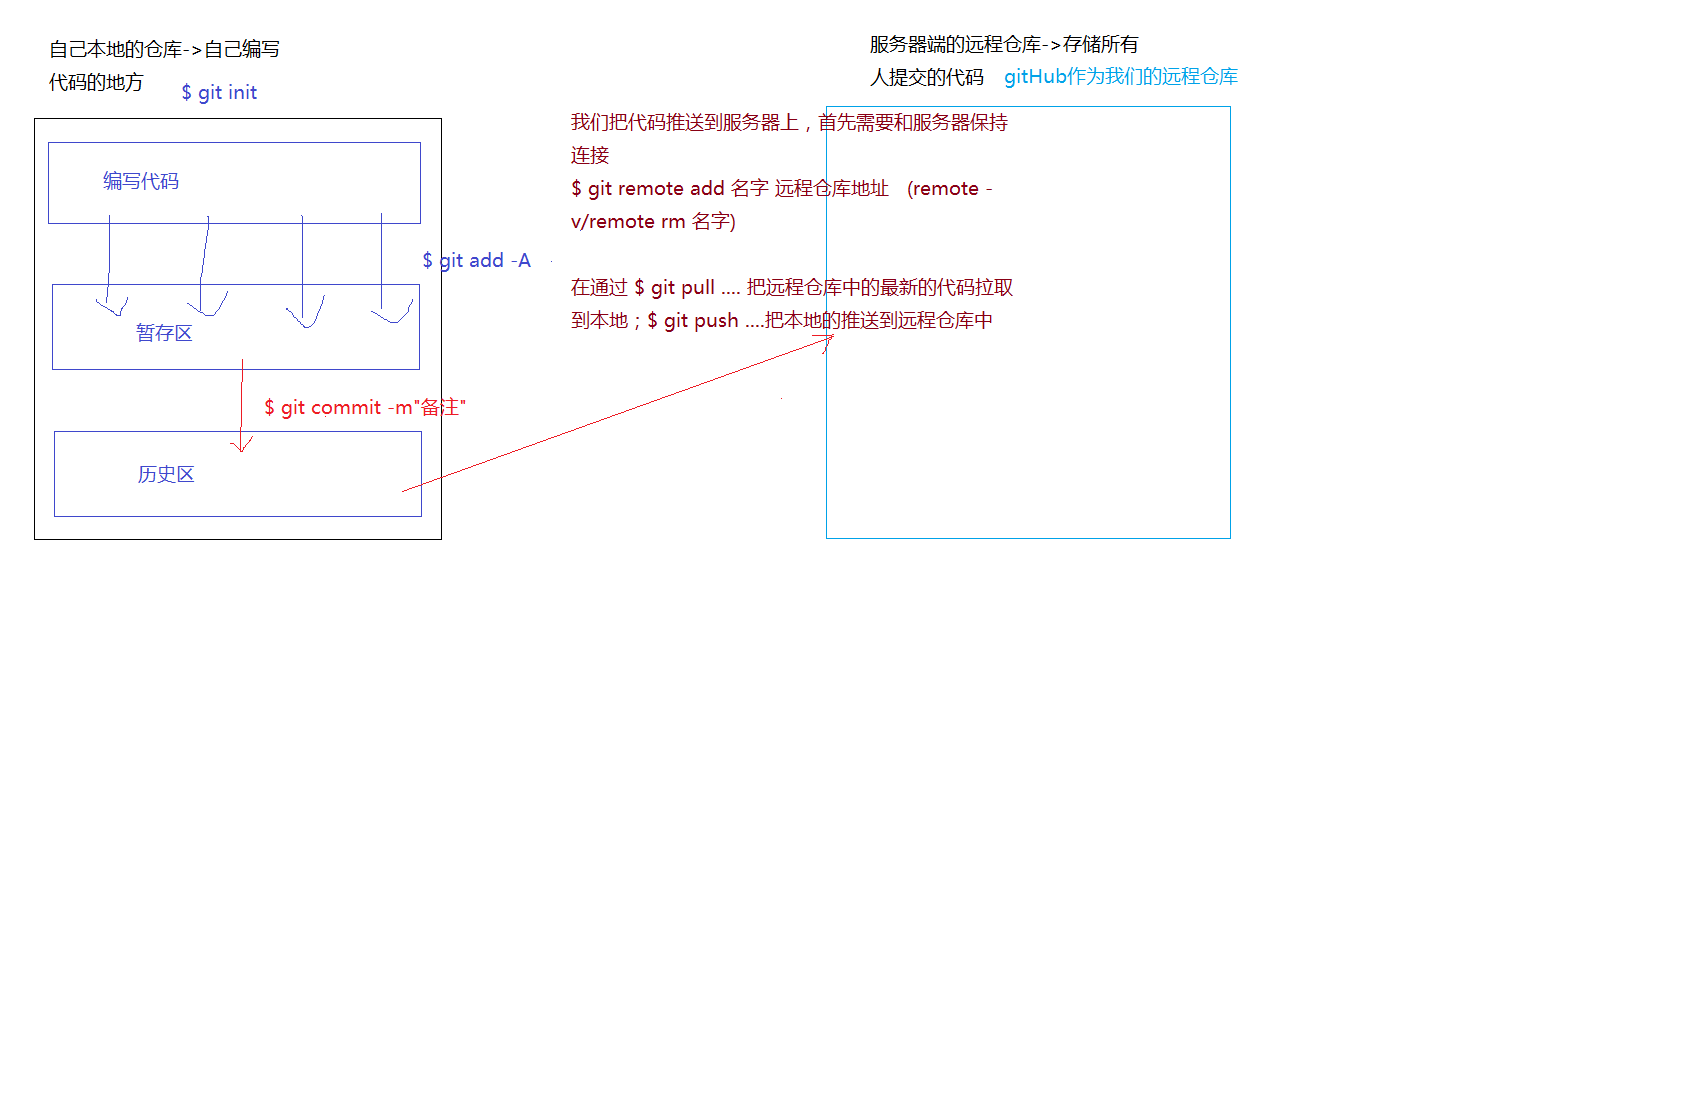 自己本地的仓库->自己编写
代码的地方
$ git init
编写代码
$ git add -A
暂存区
$ git commit -m"备注"
历史区
我们把代码推送到服务器上，首先需要和服务器保持
连接
$ git remote add 名字 远程仓库地址   (remote -
v/remote rm 名字)
在通过 $ git pull .... 把远程仓库中的最新的代码拉取
到本地；$ git push ....把本地的推送到远程仓库中
服务器端的远程仓库->存储所有
人提交的代码
gitHub作为我们的远程仓库